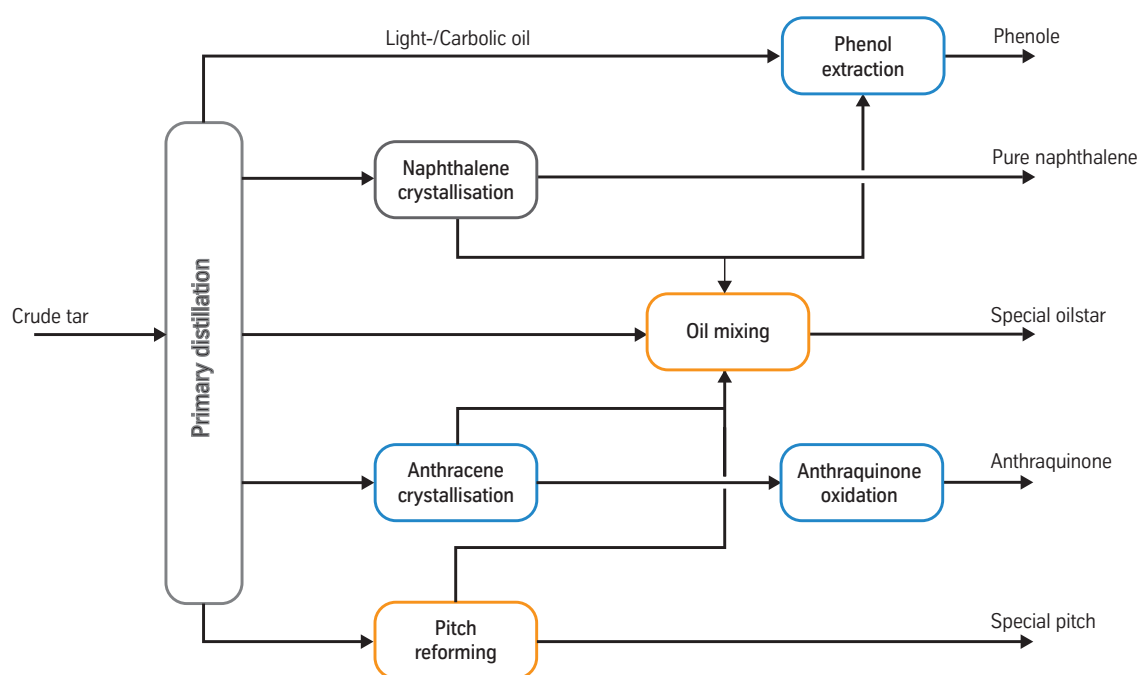 Light-/Carbolic oil
Phenol
extraction
Phenole
Naphthalene
crystallisation
Pure naphthalene
Crude tar
Primary distillation
Oil mixing
Special oilstar
Anthracene
crystallisation
Anthraquinone
oxidation
Anthraquinone
Pitch
reforming
Special pitch